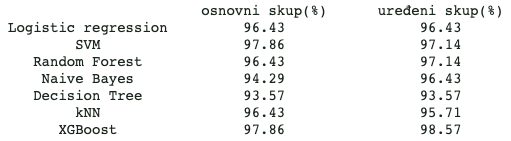 osnovni skup(%) uređeni skup(%)
Logistic regression 96.43 96.43
SVM 97.86 97.14
Random Forest 96.43 97.14
Naive Bayes 94.29 96.43
Decision Tree 93.57 93.57
kNN 96.43 95.71
XGBoost 97.86 98.57